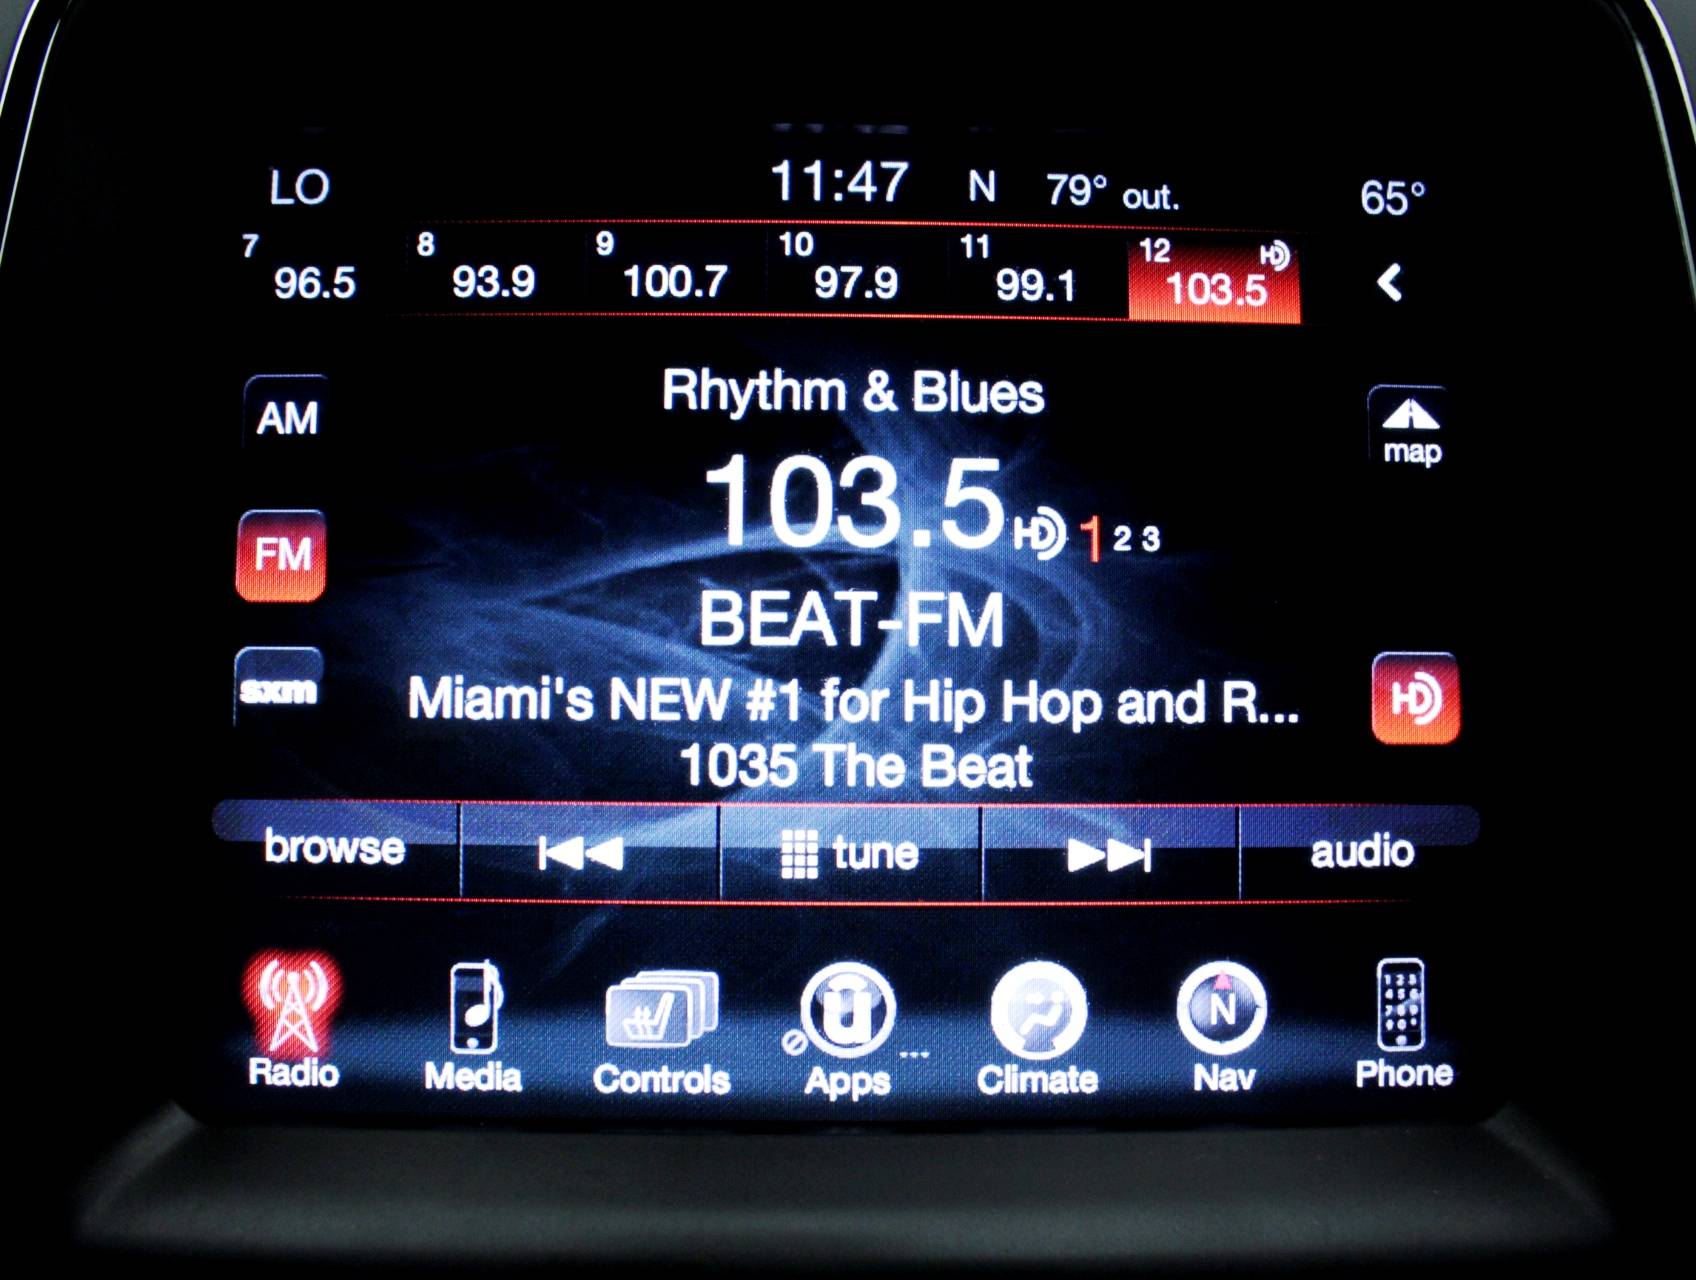 LO 11:47 N 79° out. 65°
7 8 9 10 11 12 HD
96.5 93.9 100.7 97.9 99.1 103.5
Rhythm & Blues
AM
map
103.5 HD 1 2 3
FM
BEAT-FM
sxm
Miami's NEW #1 for Hip Hop and R...
HD
1035 The Beat
browse tune audio
Radio Media Controls Apps Climate Nav Phone